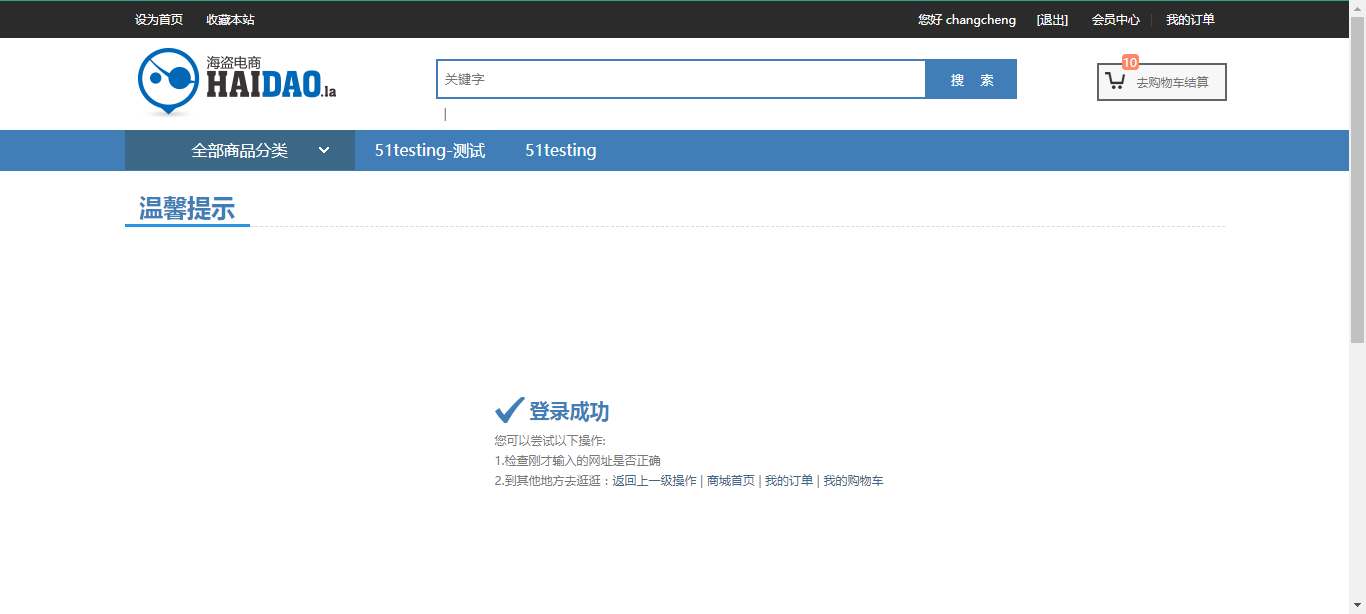 设为首页 收藏本站 您好 changcheng [退出] 会员中心 我的订单
海盗电商
HAIDAO.la
关键字 搜 索
10
去购物车结算
全部商品分类 51testing-测试 51testing
温馨提示
登录成功
您可以尝试以下操作:
1.检查刚才输入的网址是否正确
2.到其他地方去逛逛：返回上一级操作 | 商城首页 | 我的订单 | 我的购物车